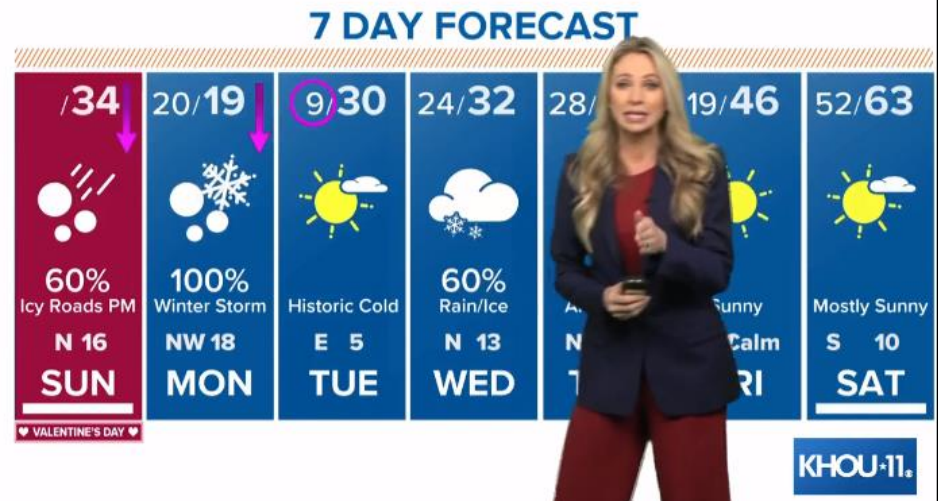 7 DAY FORECAST
/34
20/19
9/30
24/32
28/
19/46
52/63
60%
Icy Roads PM
N 16
SUN
♥ VALENTINE'S DAY ♥
100%
Winter Storm
NW 18
MON
Historic Cold
E 5
TUE
60%
Rain/Ice
N 13
WED
Sunny
Calm
Mostly Sunny
S 10
SAT
KHOU★11